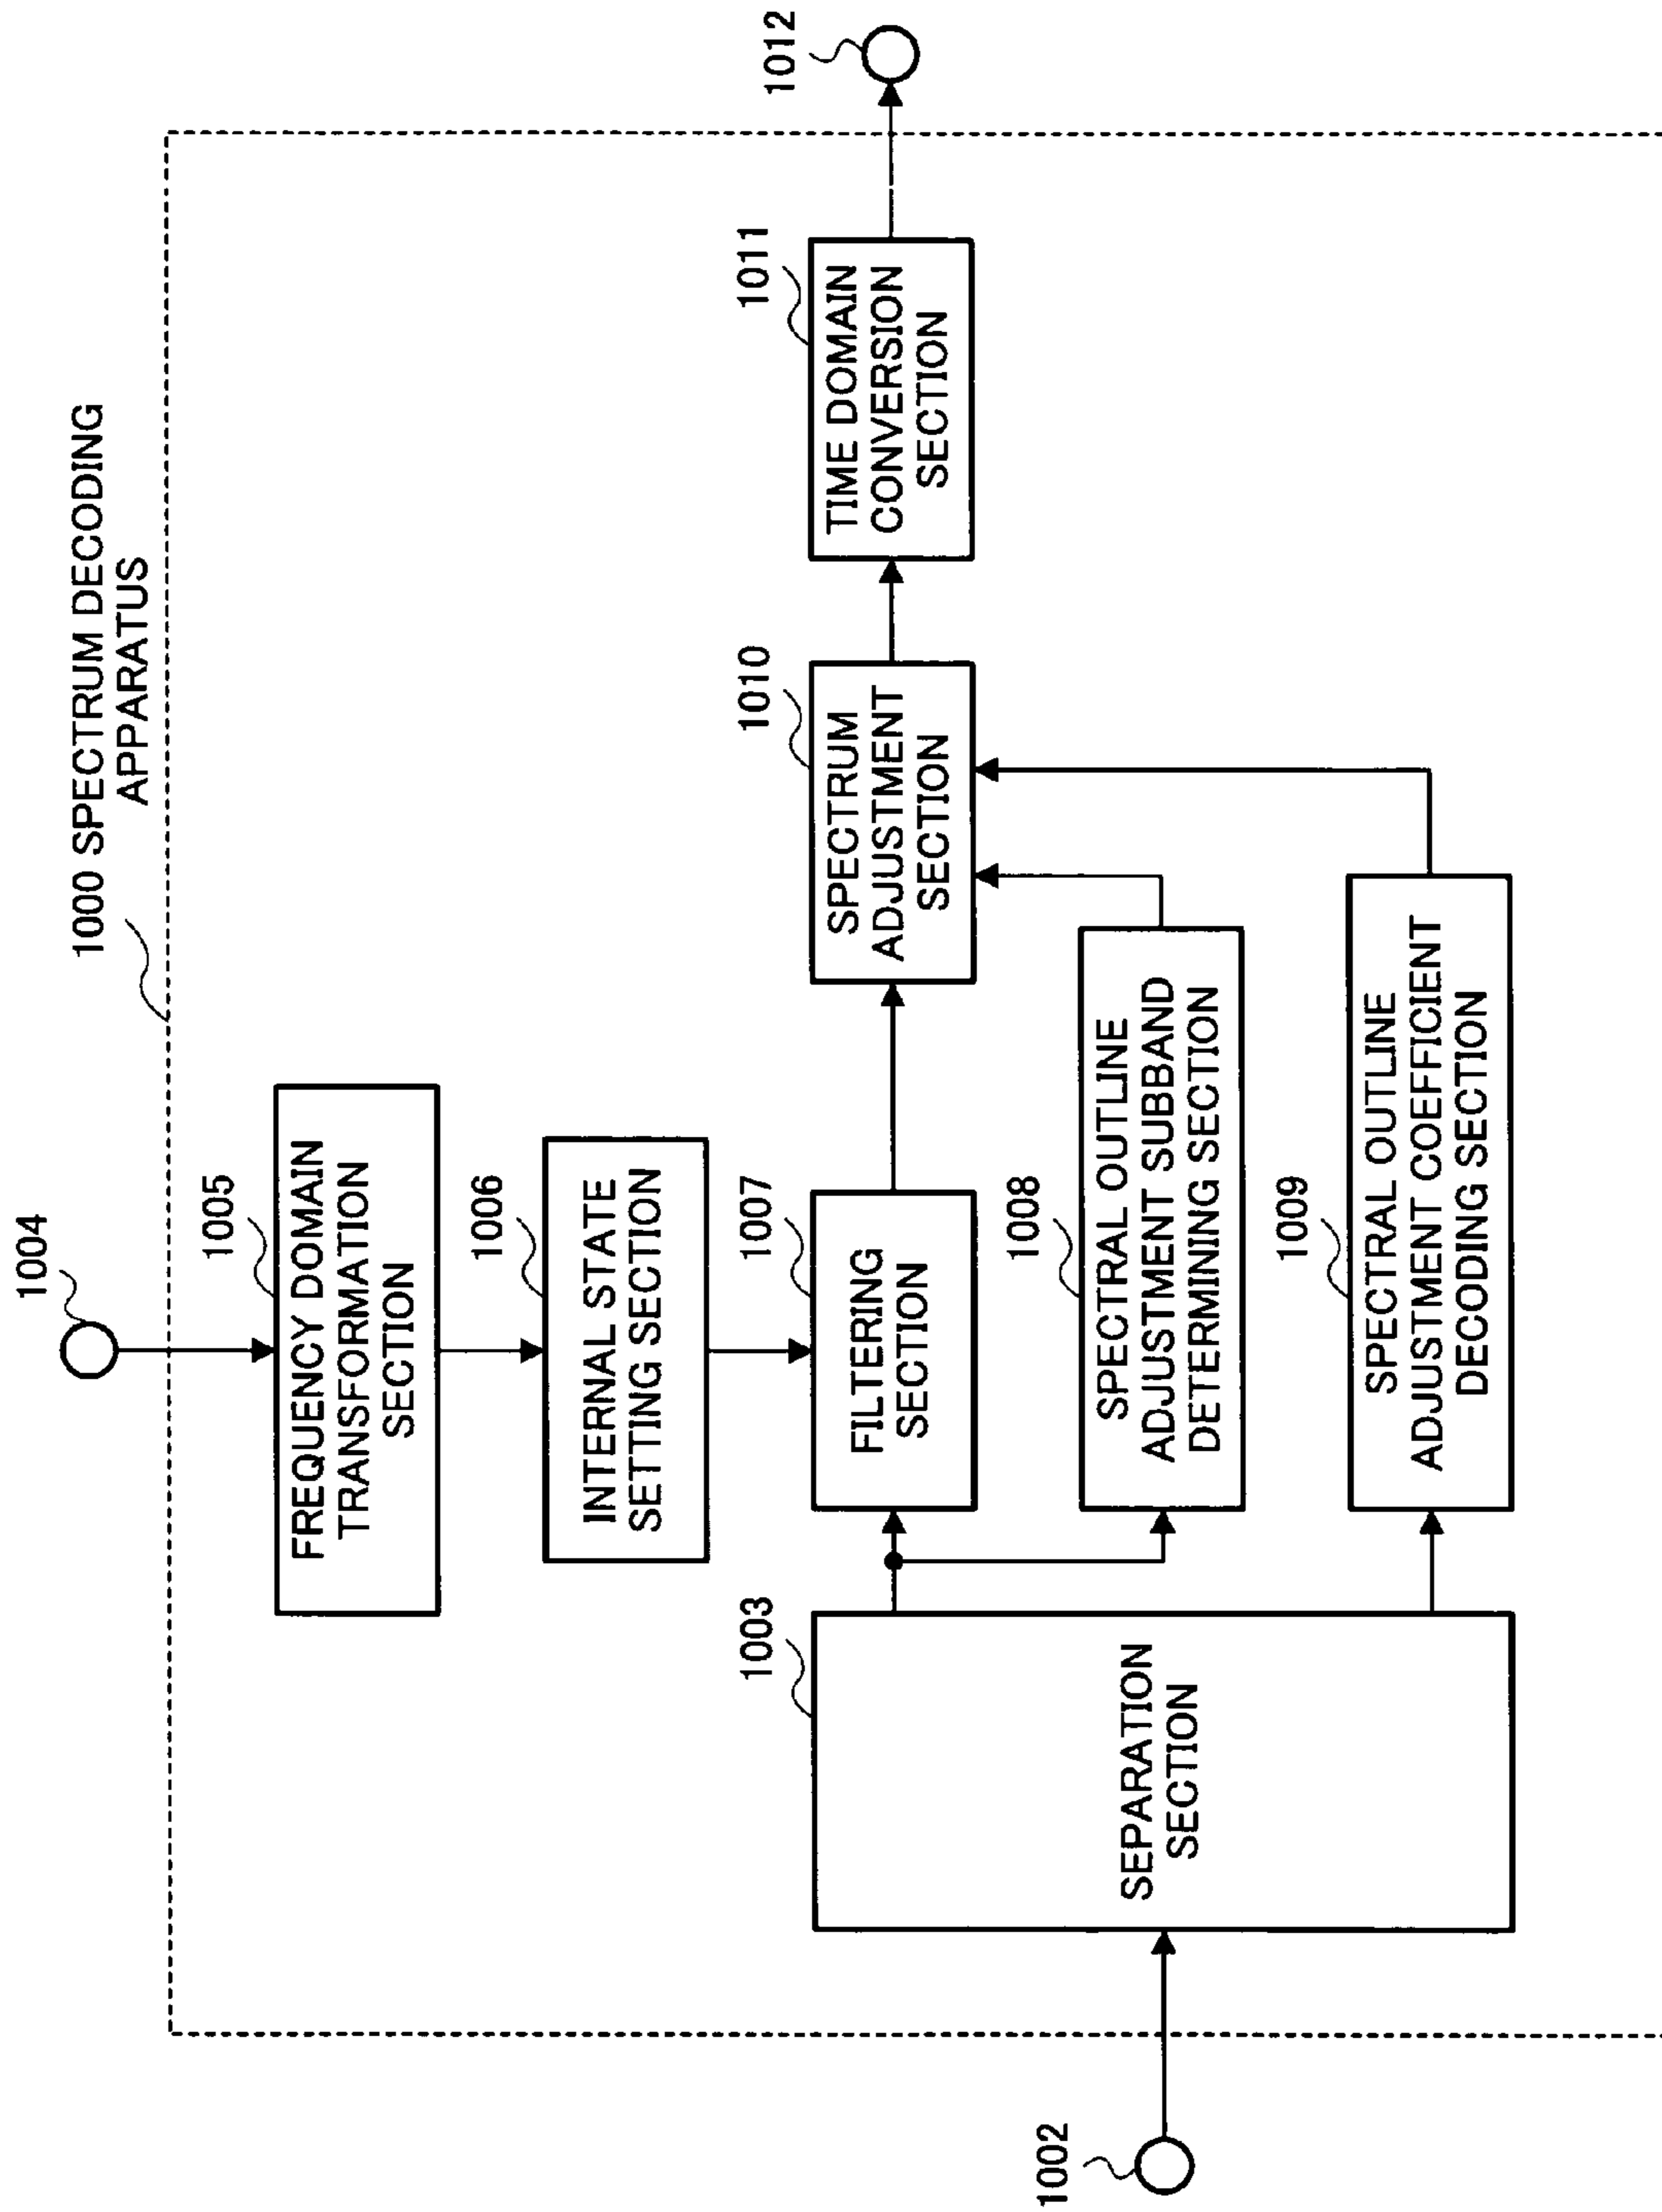 1000 SPECTRUM DECODING
APPARATUS
1004
1005
FREQUENCY DOMAIN
TRANSFORMATION
SECTION
1006
INTERNAL STATE
SETTING SECTION
1002
1003
SEPARATION
SECTION
1007
FILTERING
SECTION
1008
SPECTRAL OUTLINE
ADJUSTMENT SUBBAND
DETERMINING SECTION
1009
SPECTRAL OUTLINE
ADJUSTMENT COEFFICIENT
DECODING SECTION
1010
SPECTRUM
ADJUSTMENT
SECTION
1011
TIME DOMAIN
CONVERSION
SECTION
1012